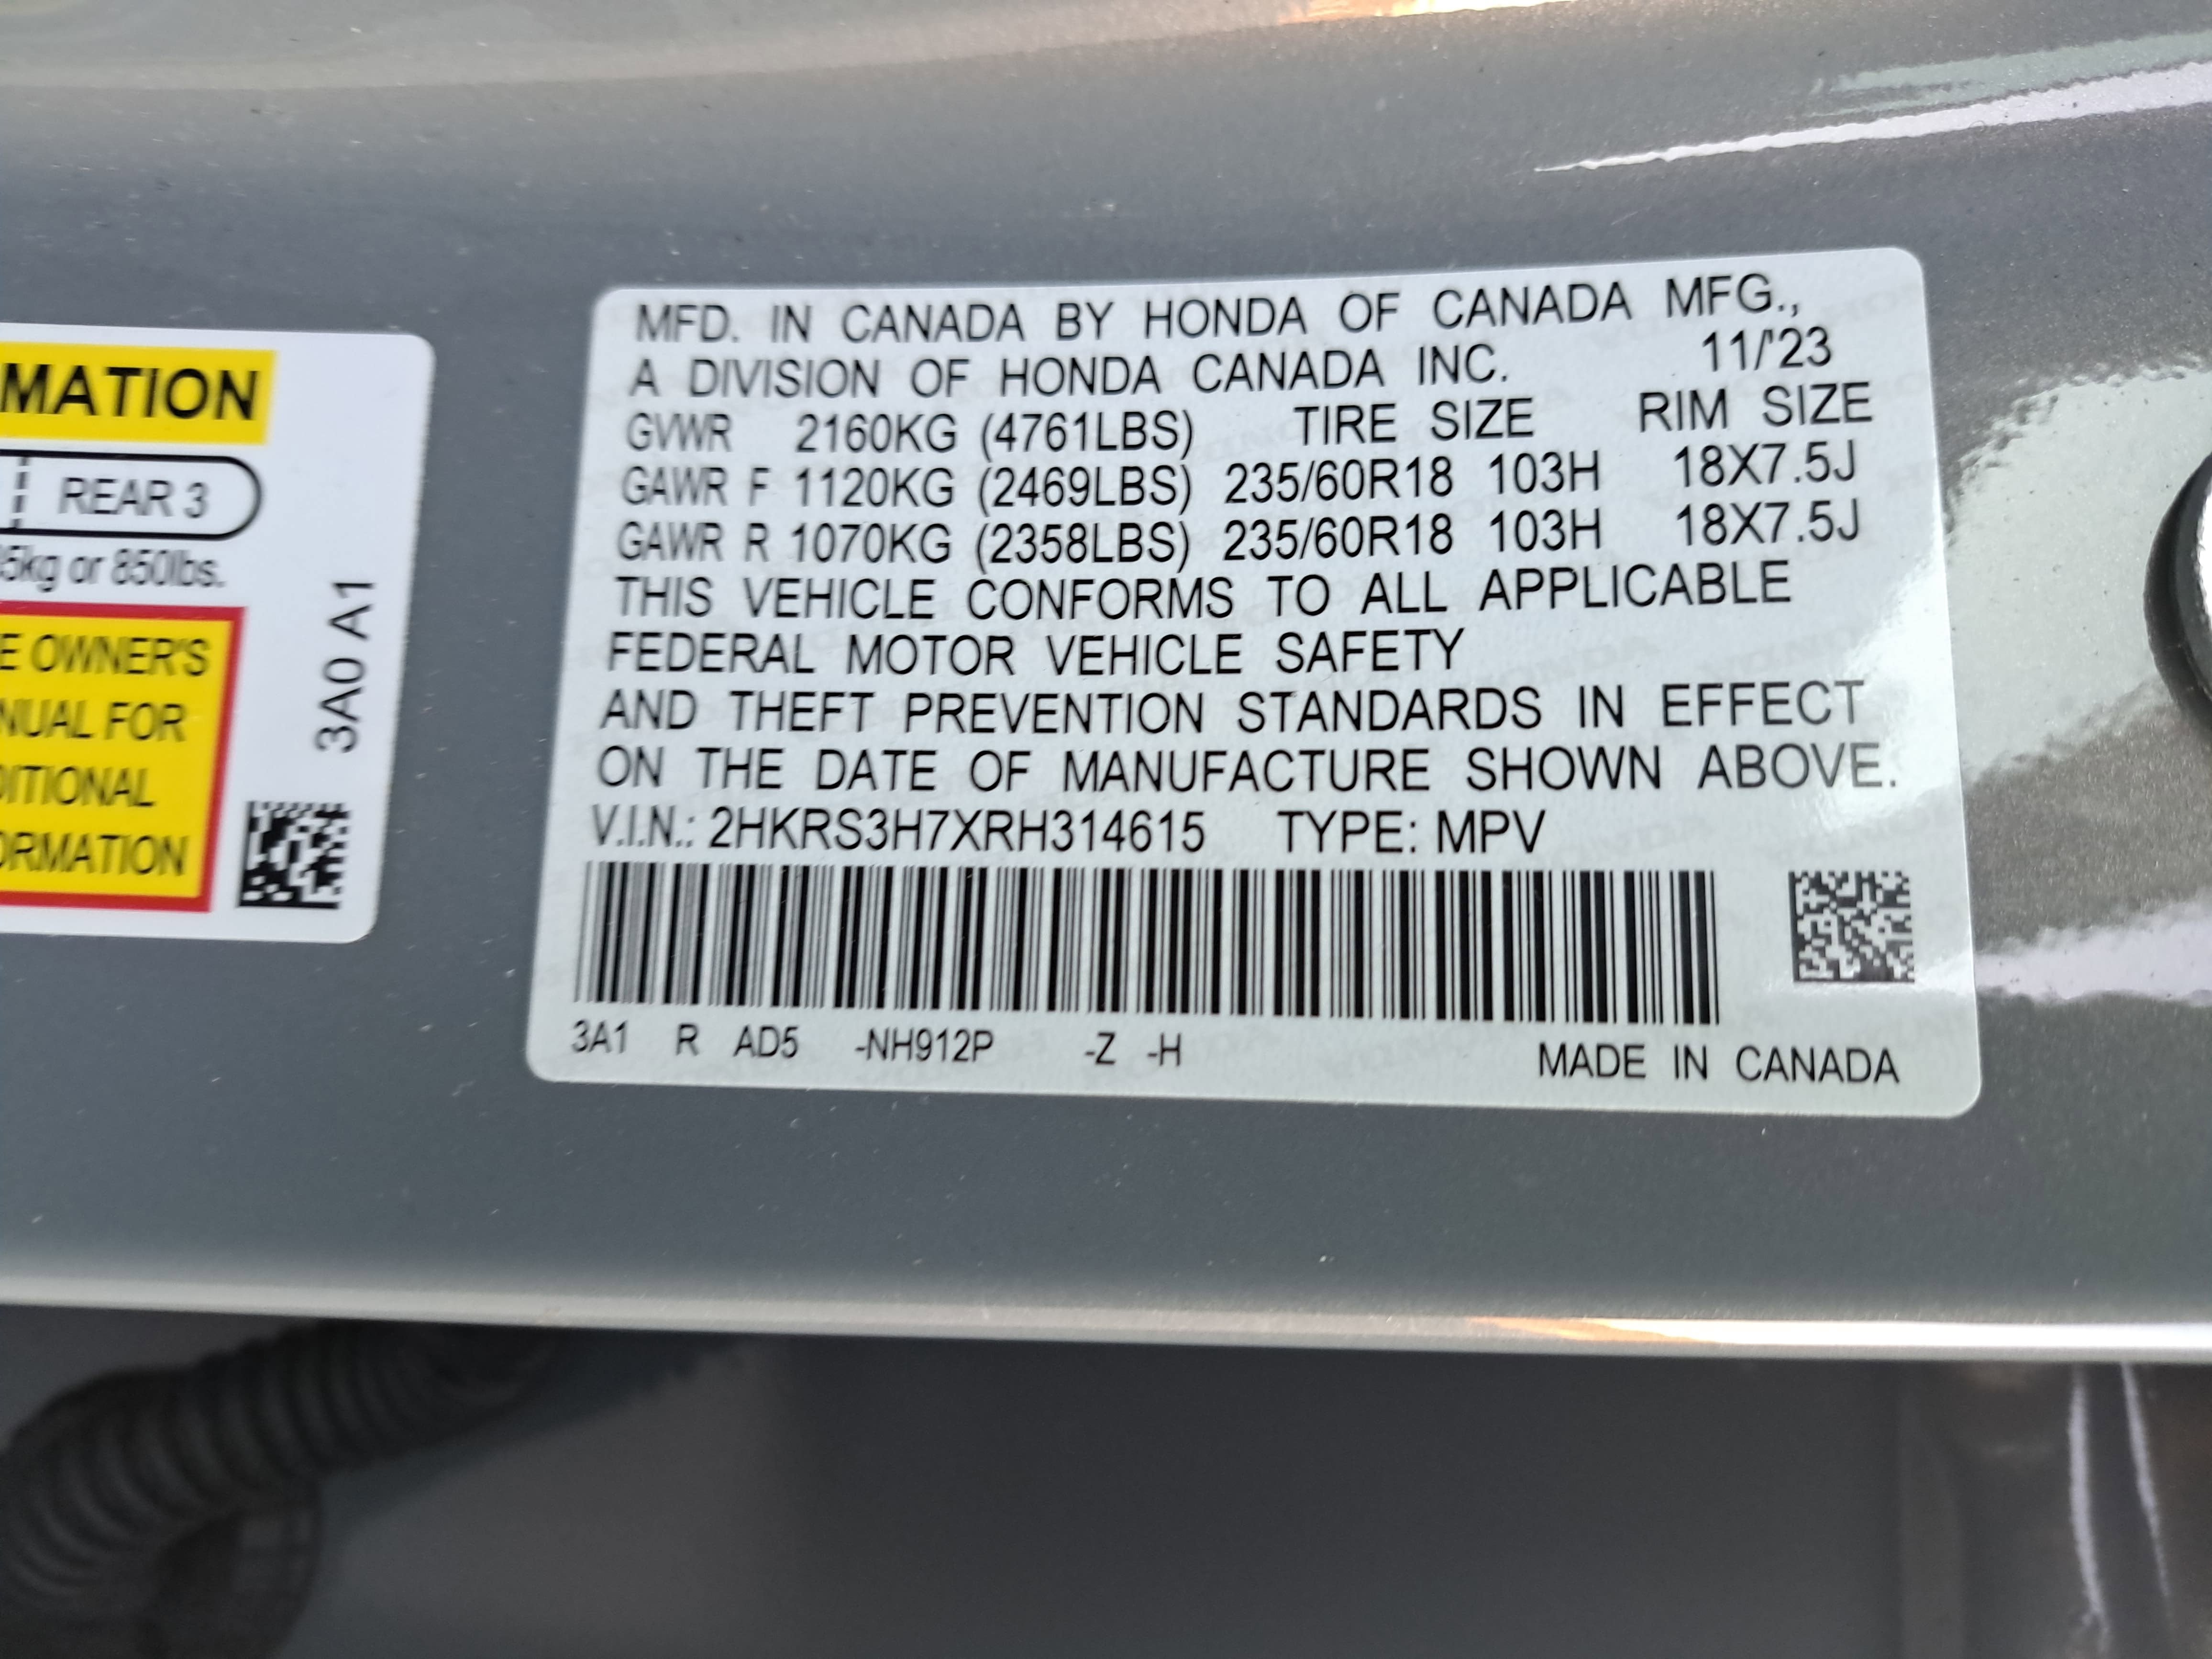 MATION
REAR 3
5kg or 850lbs.
E OWNER'S
NUAL FOR
DITIONAL
ORMATION
3A0 A1
MFD. IN CANADA BY HONDA OF CANADA MFG.,
A DIVISION OF HONDA CANADA INC. 11/'23
GVWR 2160KG (4761LBS) TIRE SIZE RIM SIZE
GAWR F 1120KG (2469LBS) 235/60R18 103H 18X7.5J
GAWR R 1070KG (2358LBS) 235/60R18 103H 18X7.5J
THIS VEHICLE CONFORMS TO ALL APPLICABLE
FEDERAL MOTOR VEHICLE SAFETY
AND THEFT PREVENTION STANDARDS IN EFFECT
ON THE DATE OF MANUFACTURE SHOWN ABOVE.
V.I.N.: 2HKRS3H7XRH314615 TYPE: MPV
3A1 R AD5 -NH912P -Z -H MADE IN CANADA